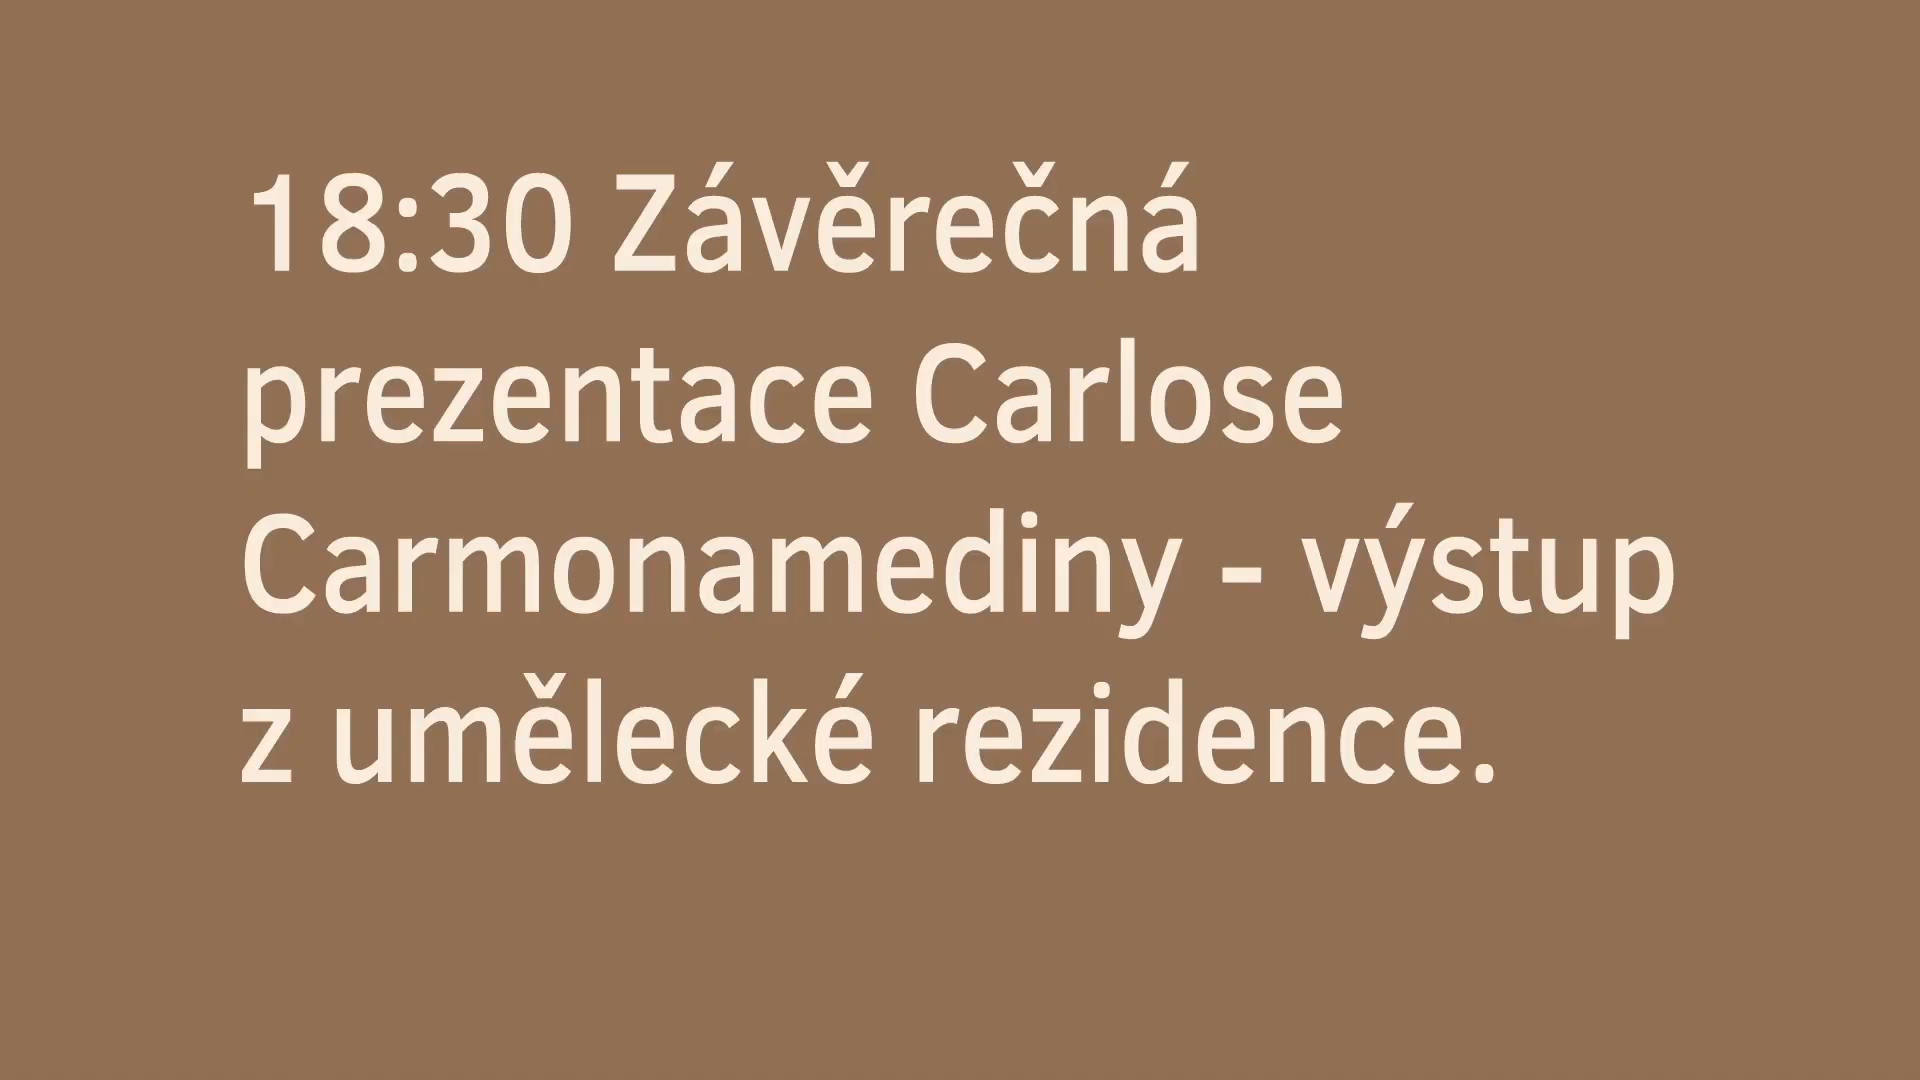 18:30 Závěrečná
prezentace Carlose
Carmonamediny - výstup
z umělecké rezidence.